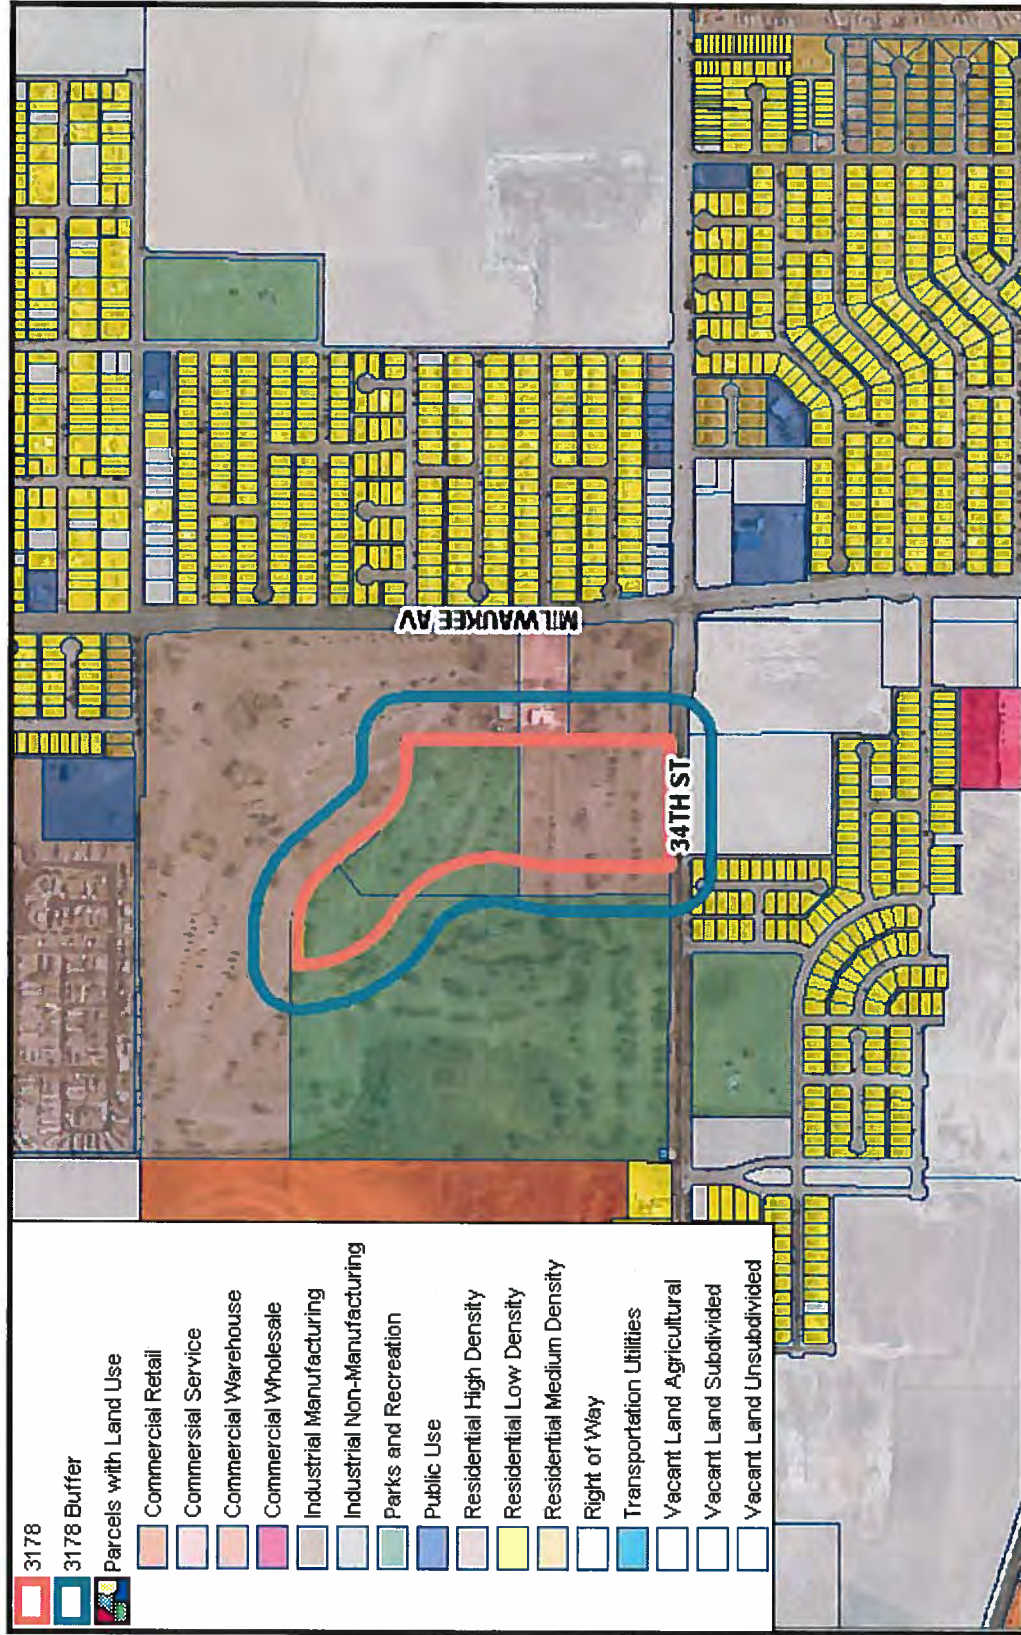 3178
3178 Buffer
Parcels with Land Use
Commercial Retail
Commersial Service
Commercial Warehouse
Commercial Wholesale
Industrial Manufacturing
Industrial Non-Manufacturing
Parks and Recreation
Public Use
Residential High Density
Residential Low Density
Residential Medium Density
Right of Way
Transportation Utilities
Vacant Land Agricultural
Vacant Land Subdivided
Vacant Land Unsubdivided
34TH ST
MILWAUKEE AV